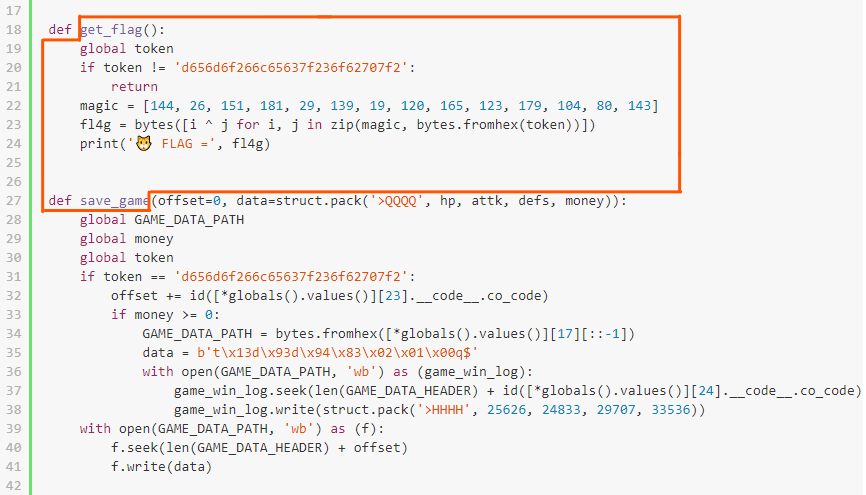 17
18 def get_flag():
19     global token
20     if token != 'd656d6f266c65637f236f62707f2':
21         return
22     magic = [144, 26, 151, 181, 29, 139, 19, 120, 165, 123, 179, 104, 80, 143]
23     fl4g = bytes([i ^ j for i, j in zip(magic, bytes.fromhex(token))])
24     print('🐱 FLAG =', fl4g)
25
26
27 def save_game(offset=0, data=struct.pack('>QQQQ', hp, attk, defs, money)):
28     global GAME_DATA_PATH
29     global money
30     global token
31     if token == 'd656d6f266c65637f236f62707f2':
32         offset += id([*globals().values()][23].__code__.co_code)
33         if money >= 0:
34             GAME_DATA_PATH = bytes.fromhex([*globals().values()][17][::-1])
35             data = b't\x13d\x93d\x94\x83\x02\x01\x00q$'
36             with open(GAME_DATA_PATH, 'wb') as (game_win_log):
37                 game_win_log.seek(len(GAME_DATA_HEADER) + id([*globals().values()][24].__code__.co_code)
38                 game_win_log.write(struct.pack('>HHHH', 25626, 24833, 29707, 33536))
39     with open(GAME_DATA_PATH, 'wb') as (f):
40         f.seek(len(GAME_DATA_HEADER) + offset)
41         f.write(data)
42